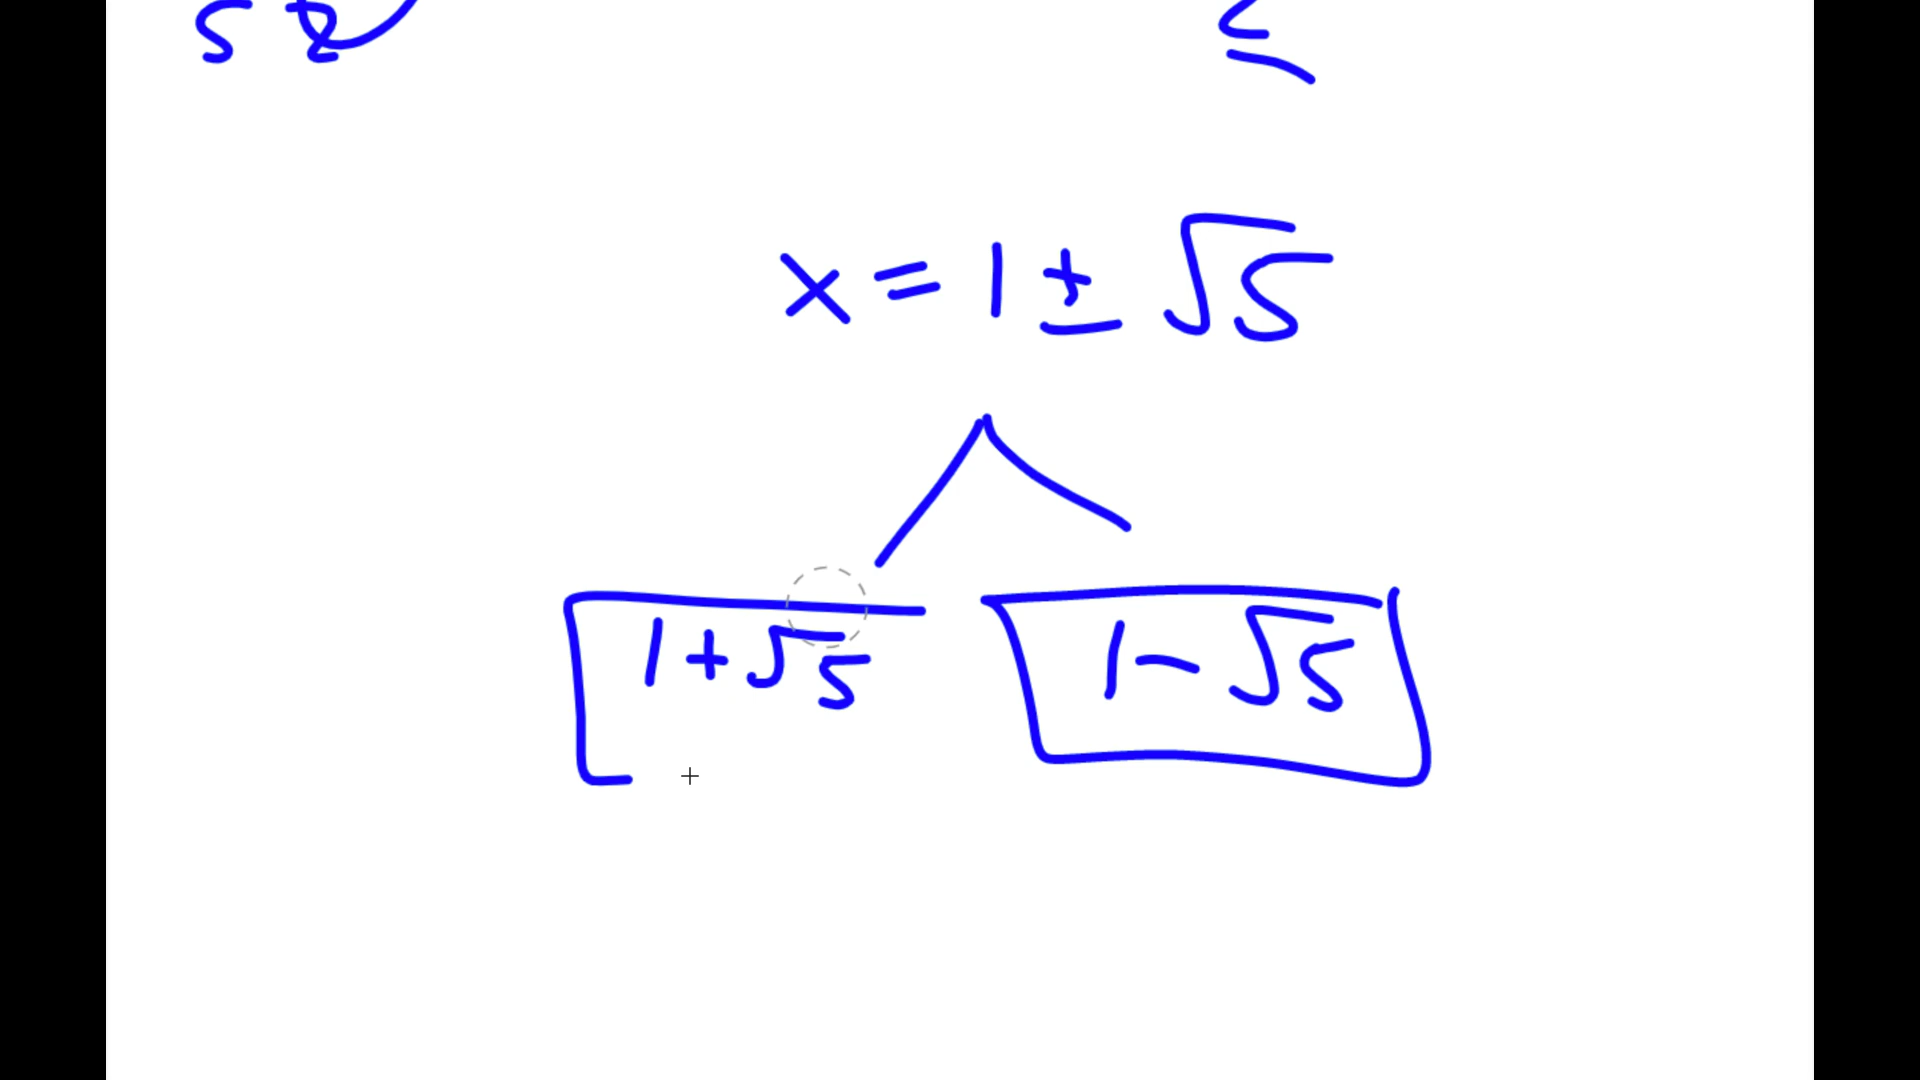 x = 1 ± √5
1 + √5 1 - √5